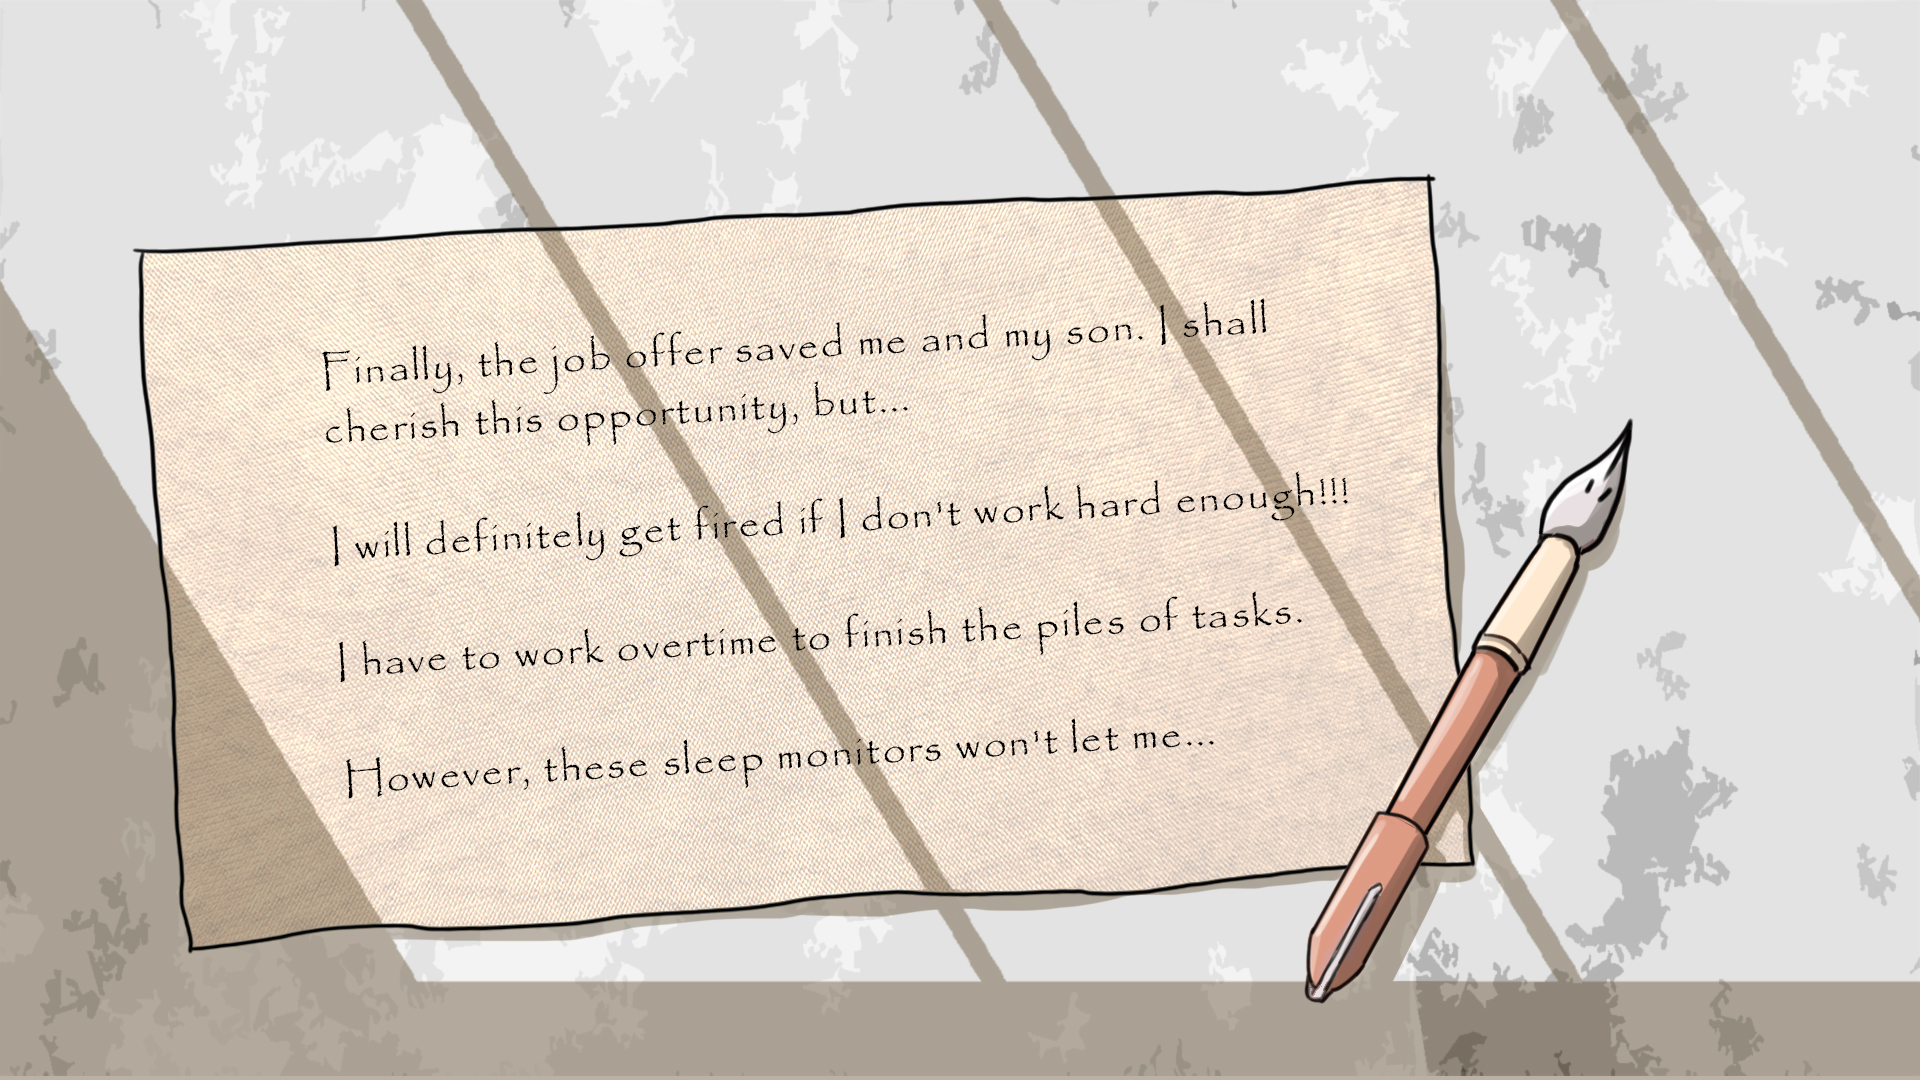 Finally, the job offer saved me and my son. I shall
cherish this opportunity, but...
I will definitely get fired if I don't work hard enough!!!
I have to work overtime to finish the piles of tasks.
However, these sleep monitors won't let me...